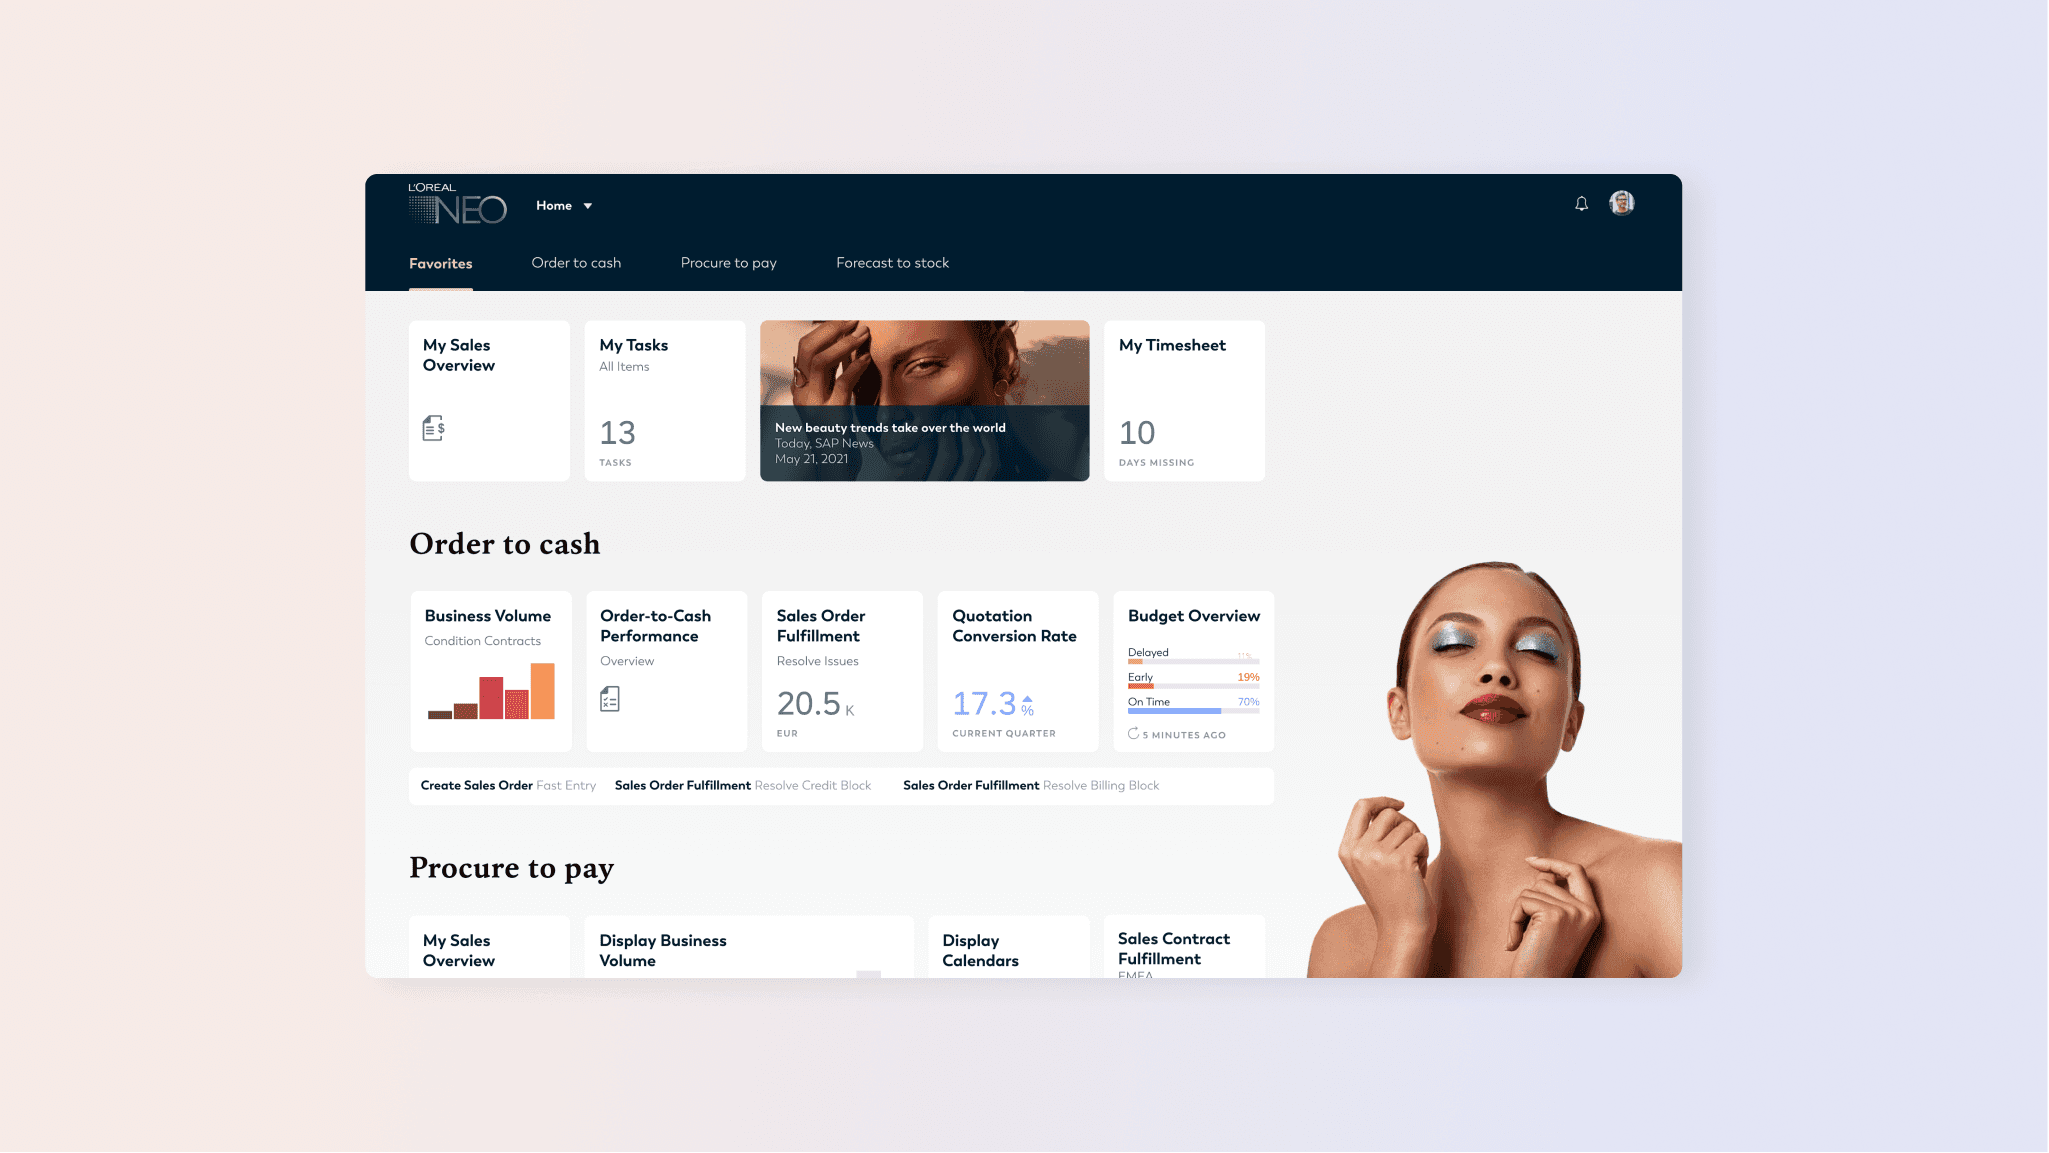 L'ORÉAL
NEO
Home
Favorites
Order to cash
Procure to pay
Forecast to stock
My Sales
Overview
My Tasks
All Items
13
TASKS
New beauty trends take over the world
Today, SAP News
May 21, 2021
My Timesheet
10
DAYS MISSING
Order to cash
Business Volume
Condition Contracts
Order-to-Cash
Performance
Overview
Sales Order
Fulfillment
Resolve Issues
20.5 K
EUR
Quotation
Conversion Rate
17.3 %
CURRENT QUARTER
Budget Overview
Delayed 11%
Early 19%
On Time 70%
5 MINUTES AGO
Create Sales Order Fast Entry
Sales Order Fulfillment Resolve Credit Block
Sales Order Fulfillment Resolve Billing Block
Procure to pay
My Sales
Overview
Display Business
Volume
Display
Calendars
Sales Contract
Fulfillment
EMEA